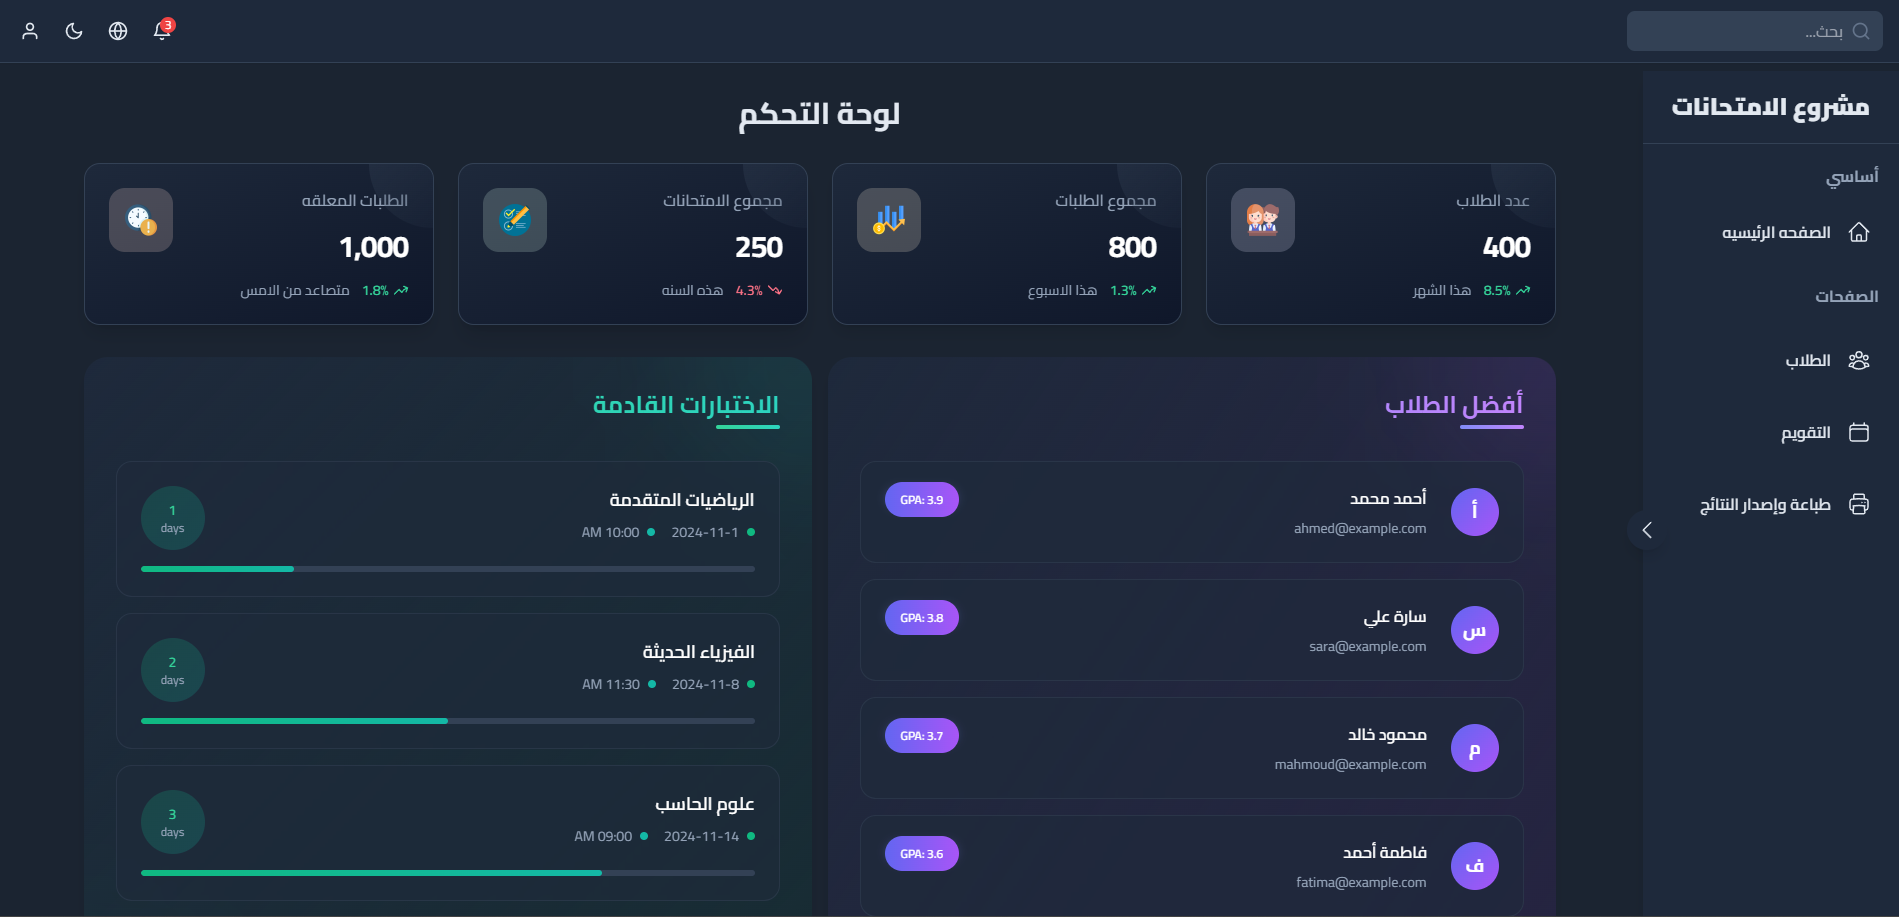 بحث...
3
مشروع الامتحانات
أساسي
الصفحه الرئيسيه
الصفحات
الطلاب
التقويم
طباعة وإصدار النتائج
لوحة التحكم
عدد الطلاب
400
8.5% هذا الشهر
مجموع الطلبات
800
1.3% هذا الاسبوع
مجموع الامتحانات
250
4.3% هذه السنه
الطلبات المعلقه
1,000
1.8% متصاعد من الامس
أفضل الطلاب
أ
أحمد محمد
ahmed@example.com
GPA: 3.9
س
سارة علي
sara@example.com
GPA: 3.8
م
محمود خالد
mahmoud@example.com
GPA: 3.7
ف
فاطمة أحمد
fatima@example.com
GPA: 3.6
الاختبارات القادمة
الرياضيات المتقدمة
2024-11-1 10:00 AM
1
days
الفيزياء الحديثة
2024-11-8 11:30 AM
2
days
علوم الحاسب
2024-11-14 09:00 AM
3
days